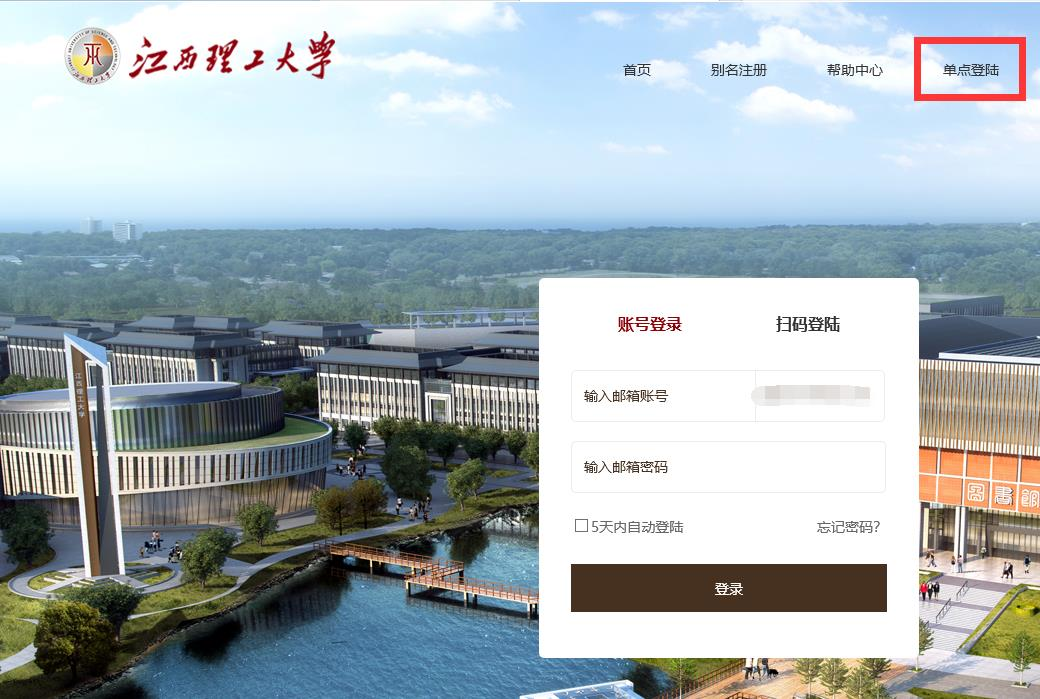 江西理工大学
首页
别名注册
帮助中心
单点登陆
账号登录
扫码登陆
输入邮箱账号
输入邮箱密码
5天内自动登陆
忘记密码?
登录
江西理工大学
图书馆